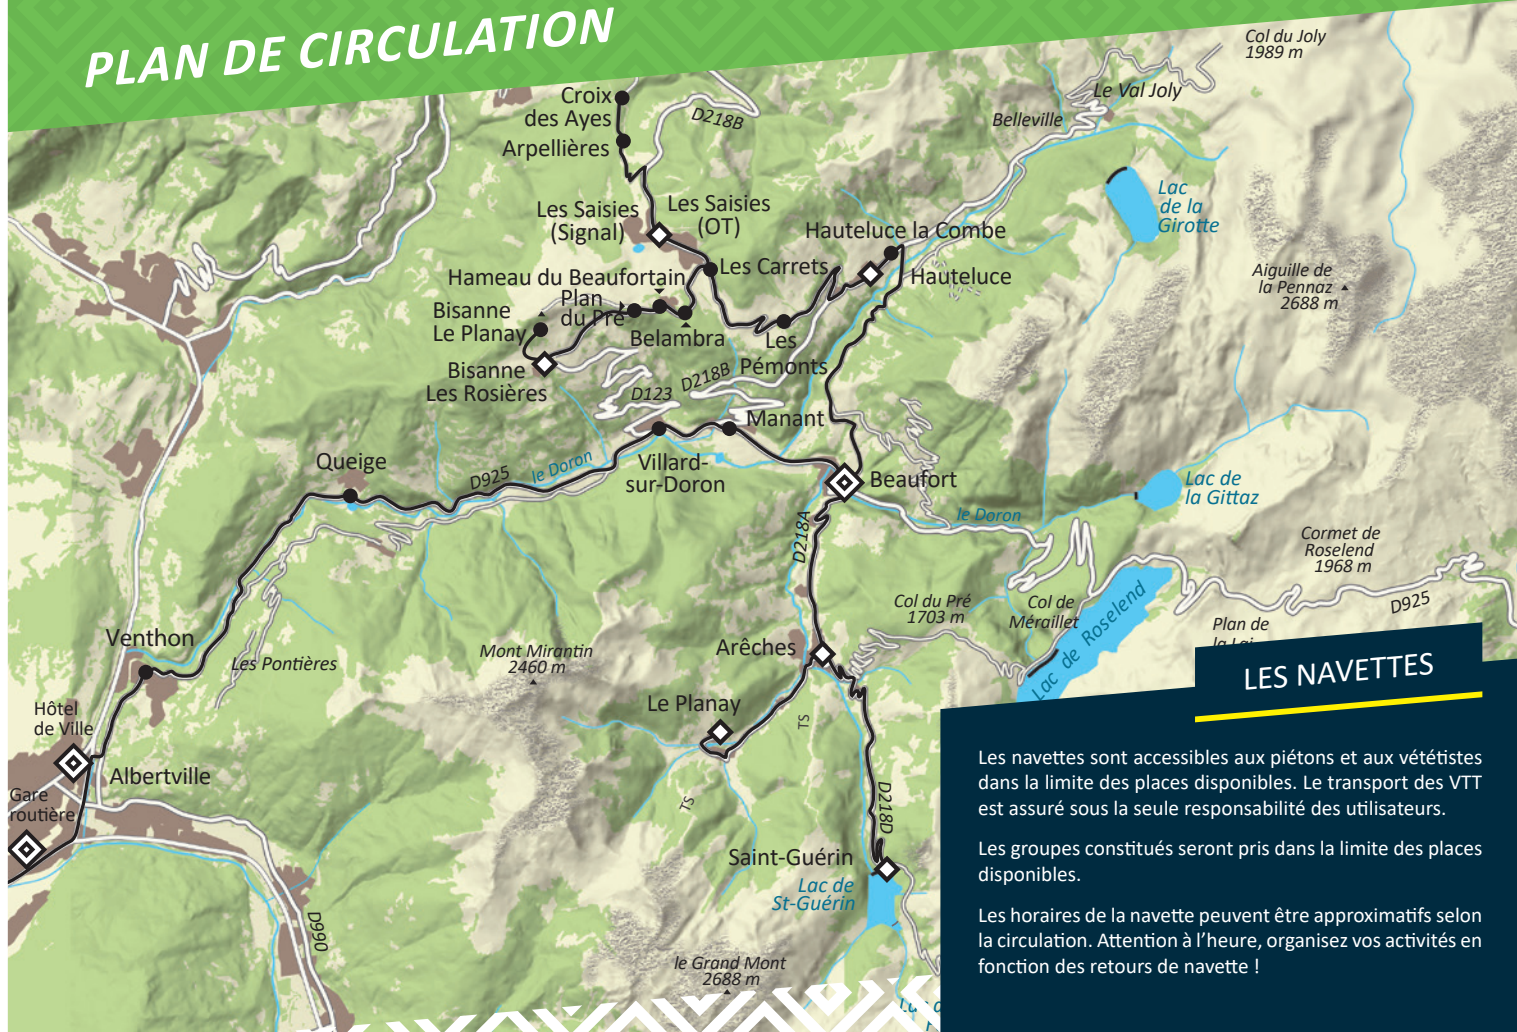 PLAN DE CIRCULATION
Col du Joly
1989 m
Le Val Joly
Belleville
Croix
des Ayes
Arpellières
D218B
Les Saisies
(Signal)
Les Saisies
(OT)
Hauteluce la Combe
Lac
de la
Girotte
Les Carrets
Hauteluce
Hameau du Beaufortain
Plan
du Pré
Bisanne
Le Planay
Belambra
Les
Pémonts
Aiguille de
la Pennaz
2688 m
Bisanne
Les Rosières
D123
D218B
Manant
Queige
D925
le Doron
Villard-
sur-Doron
Beaufort
Lac de
la Gittaz
le Doron
D218A
Cormet de
Roselend
1968 m
D925
Col du Pré
1703 m
Col de
Méraillet
Lac de Roselend
Plan de
Venthon
Les Pontières
Mont Mirantin
2460 m
Arêches
Le Planay
TS
TS
Hôtel
de Ville
Albertville
Gare
routière
D218D
Saint-Guérin
Lac de
St-Guérin
D990
le Grand Mont
2688 m
LES NAVETTES
Les navettes sont accessibles aux piétons et aux vététistes
dans la limite des places disponibles. Le transport des VTT
est assuré sous la seule responsabilité des utilisateurs.
Les groupes constitués seront pris dans la limite des places
disponibles.
Les horaires de la navette peuvent être approximatifs selon
la circulation. Attention à l'heure, organisez vos activités en
fonction des retours de navette !